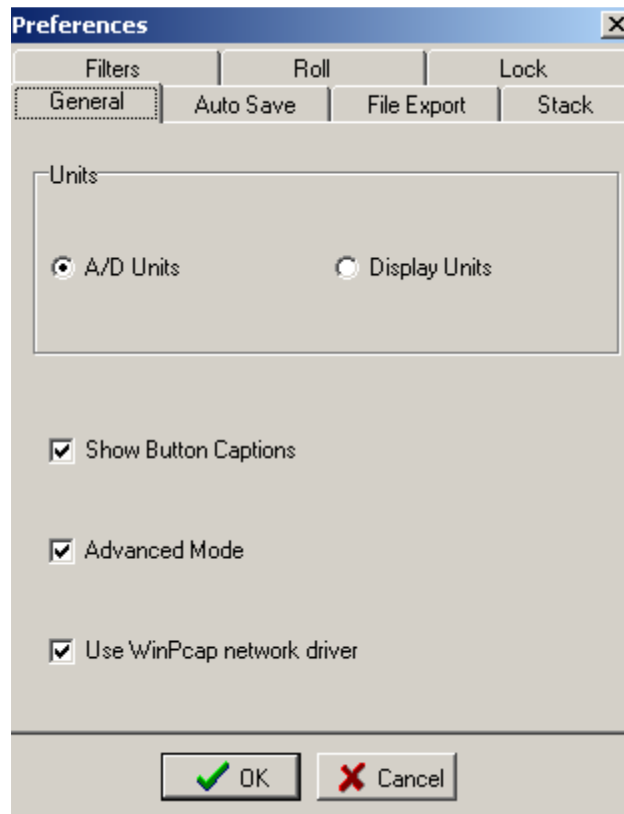 Preferences
Filters Roll Lock
General Auto Save File Export Stack
Units
A/D Units Display Units
Show Button Captions
Advanced Mode
Use WinPcap network driver
OK Cancel